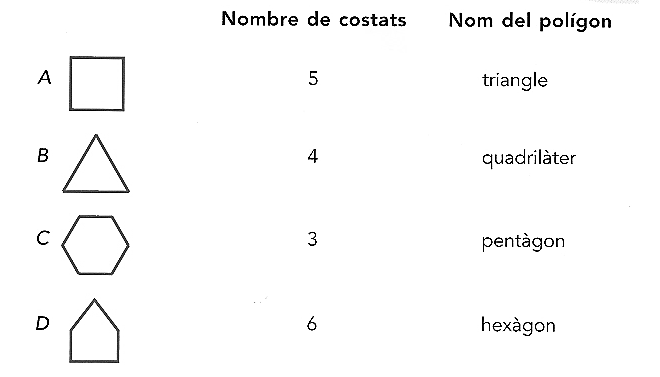 Nombre de costats Nom del polígon
A 5 triangle
B 4 quadrilàter
C 3 pentàgon
D 6 hexàgon